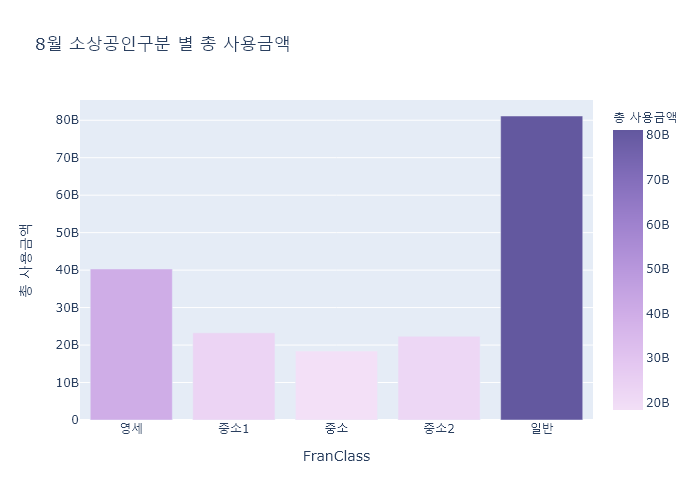 8월 소상공인구분 별 총 사용금액
총 사용금액
80B
70B
60B
50B
40B
30B
20B
10B
0
영세
중소1
중소
중소2
일반
FranClass
총 사용금액
80B
70B
60B
50B
40B
30B
20B